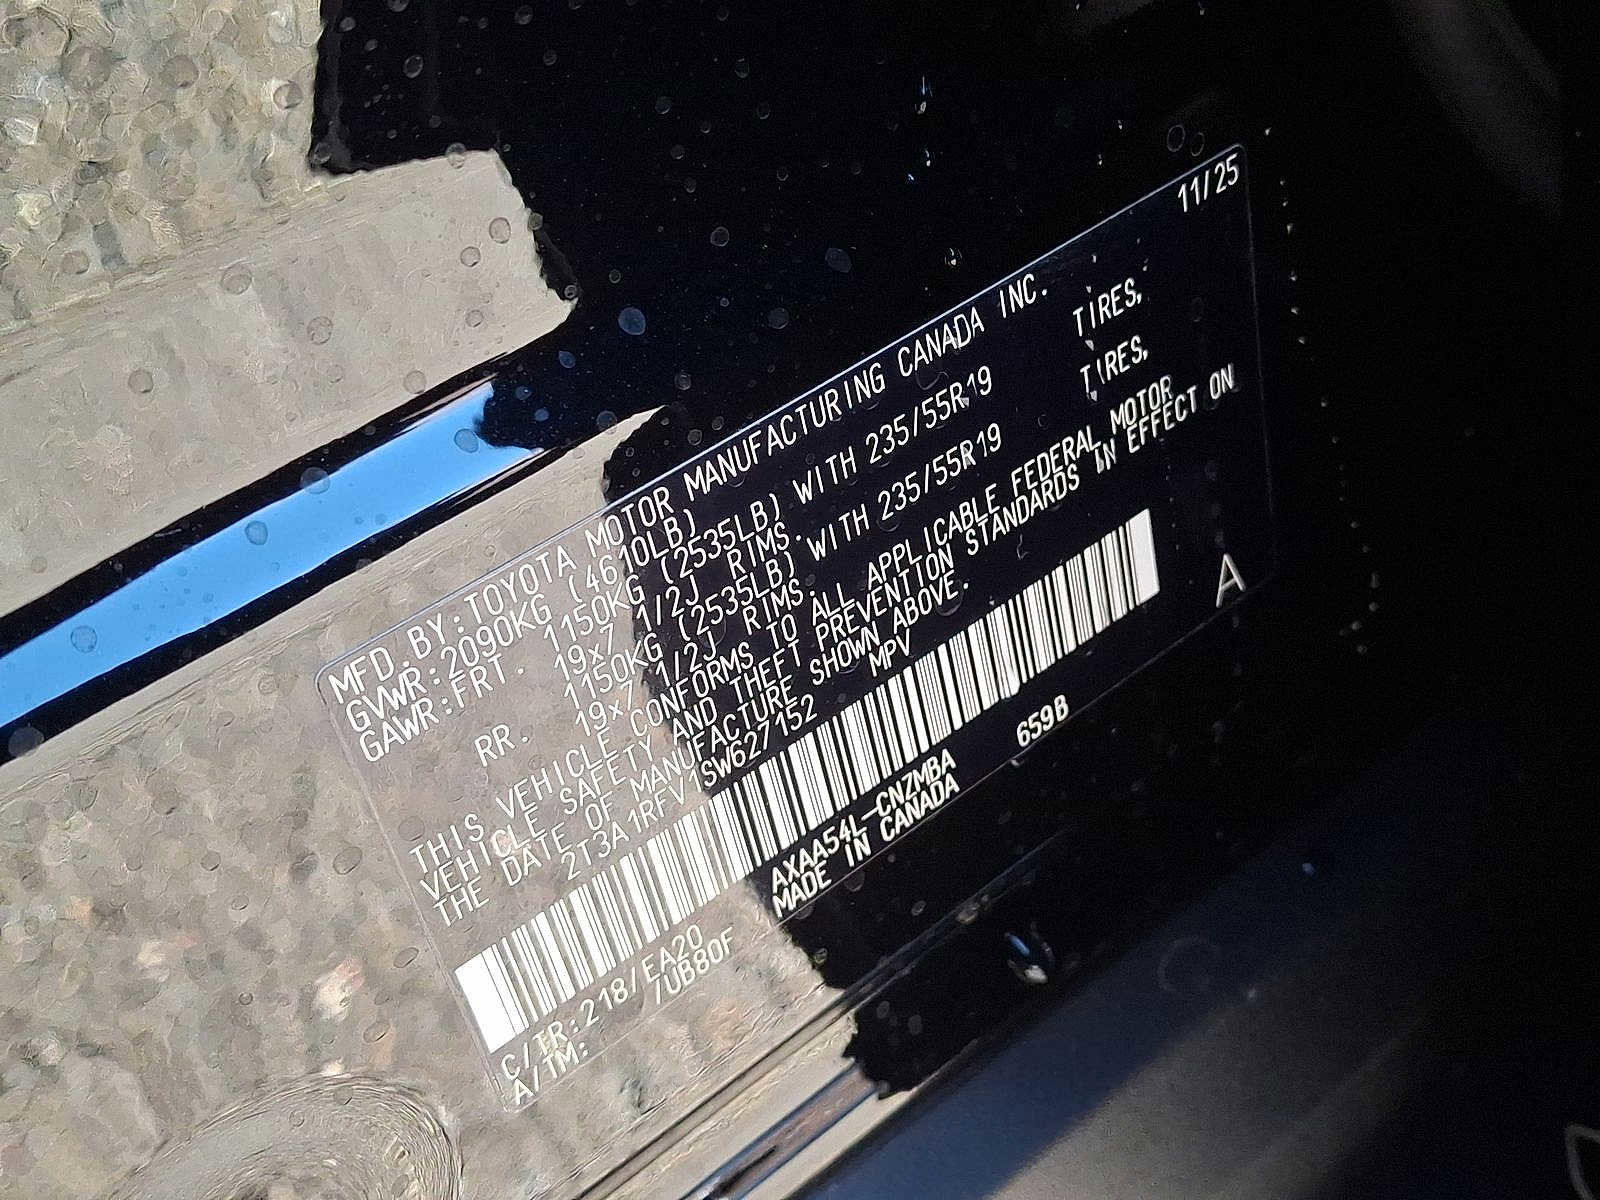 11/25
MFD.BY:TOYOTA MOTOR MANUFACTURING CANADA INC.
GVWR:2090KG (4610LB)
GAWR:FRT. 1150KG (2535LB) WITH 235/55R19 TIRES,
19x7 1/2J RIMS.
RR. 1150KG (2535LB) WITH 235/55R19 TIRES,
19x7 1/2J RIMS.
THIS VEHICLE CONFORMS TO ALL APPLICABLE FEDERAL MOTOR
VEHICLE SAFETY AND THEFT PREVENTION STANDARDS IN EFFECT ON
THE DATE OF MANUFACTURE SHOWN ABOVE.
2T3A1RFV1SW627152 MPV
A
C/TR:218/EA20 AXAA54L-CNZMBA 659B
A/TM: /UB80F MADE IN CANADA